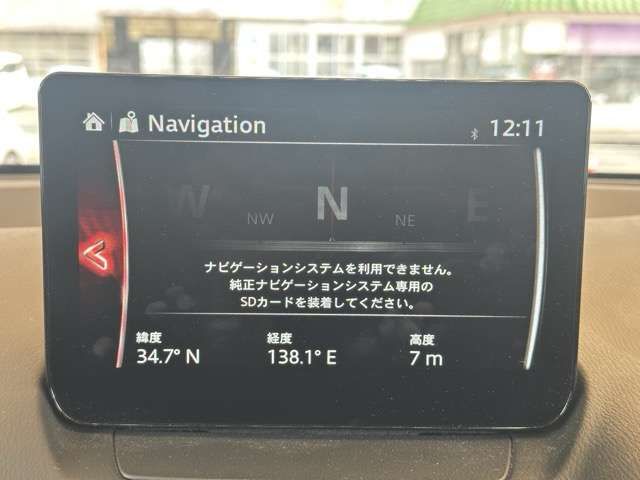 Navigation
12:11
W NW N NE E
ナビゲーションシステムを利用できません。
純正ナビゲーションシステム専用の
SDカードを装着してください。
緯度 経度 高度
34.7° N 138.1° E 7 m